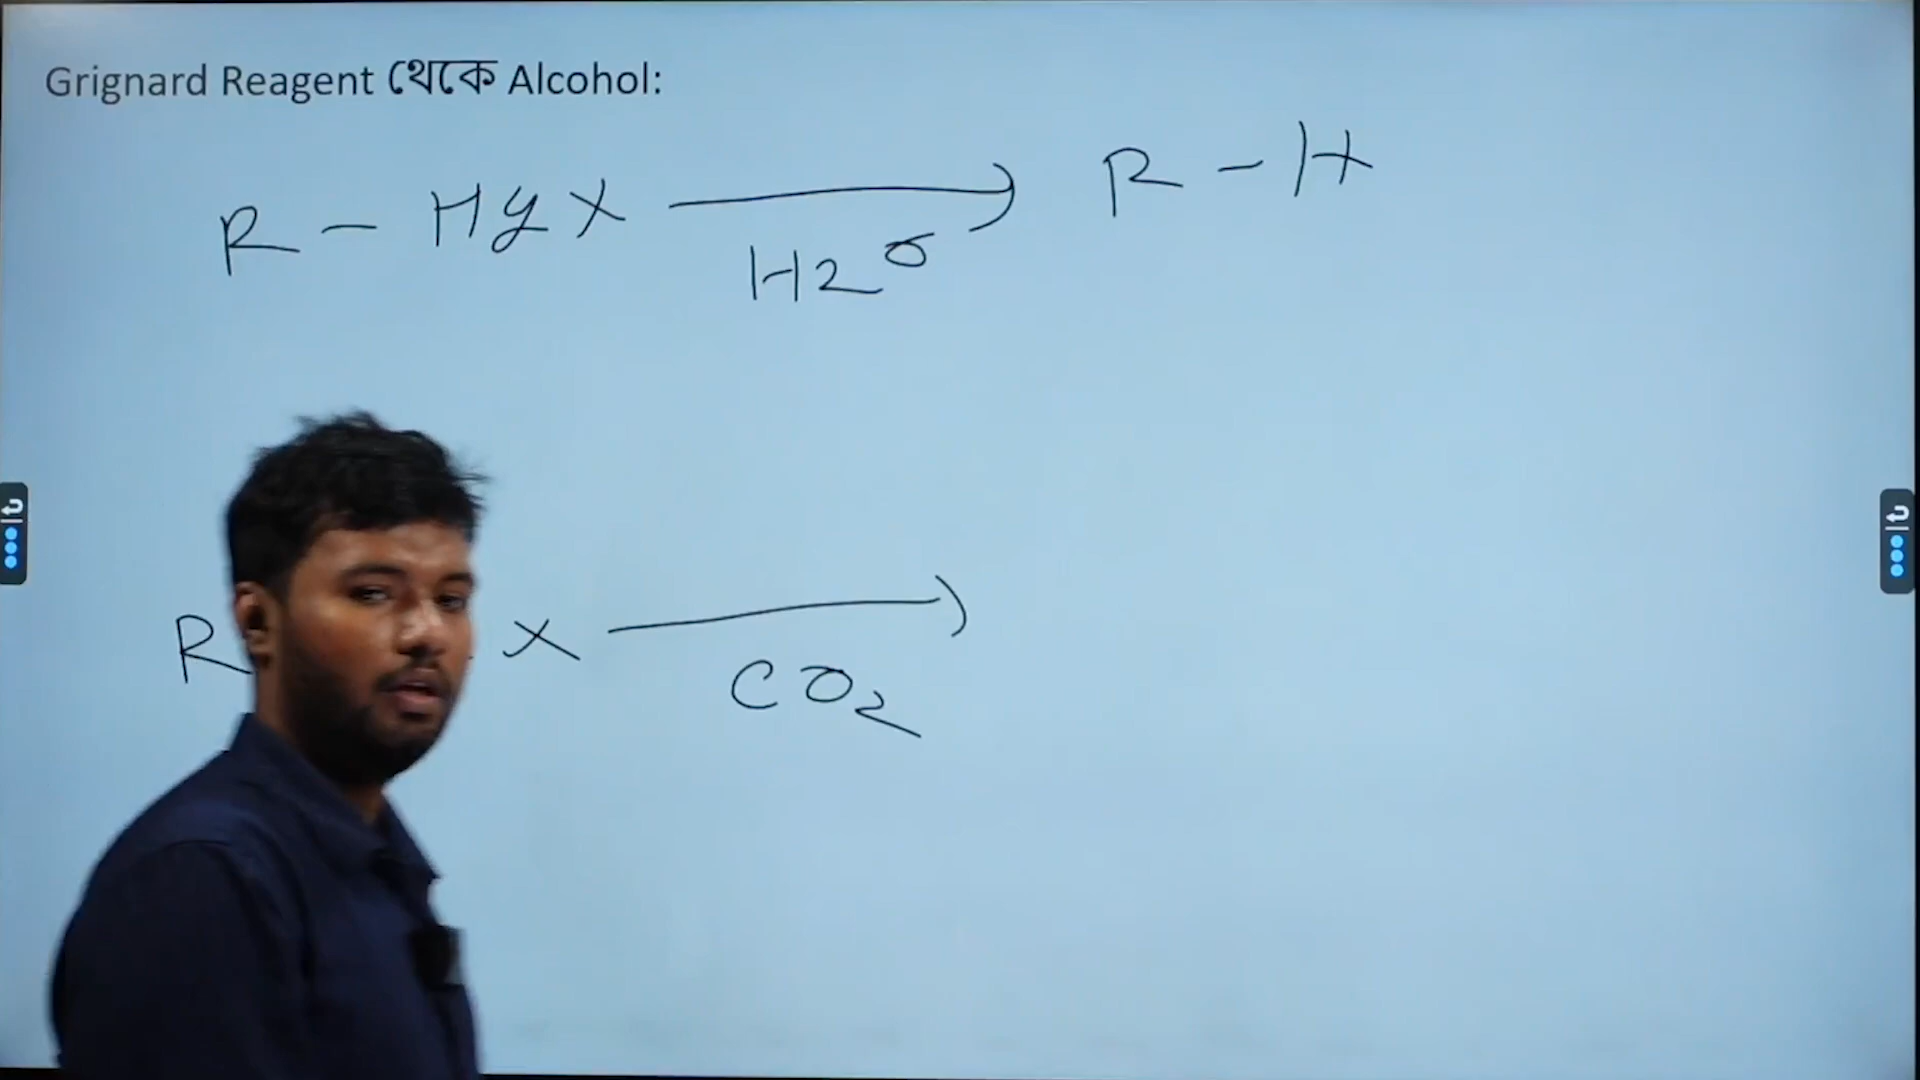 Grignard Reagent থেকে Alcohol:
R - MgX → R - H
H2O
R X →
CO2